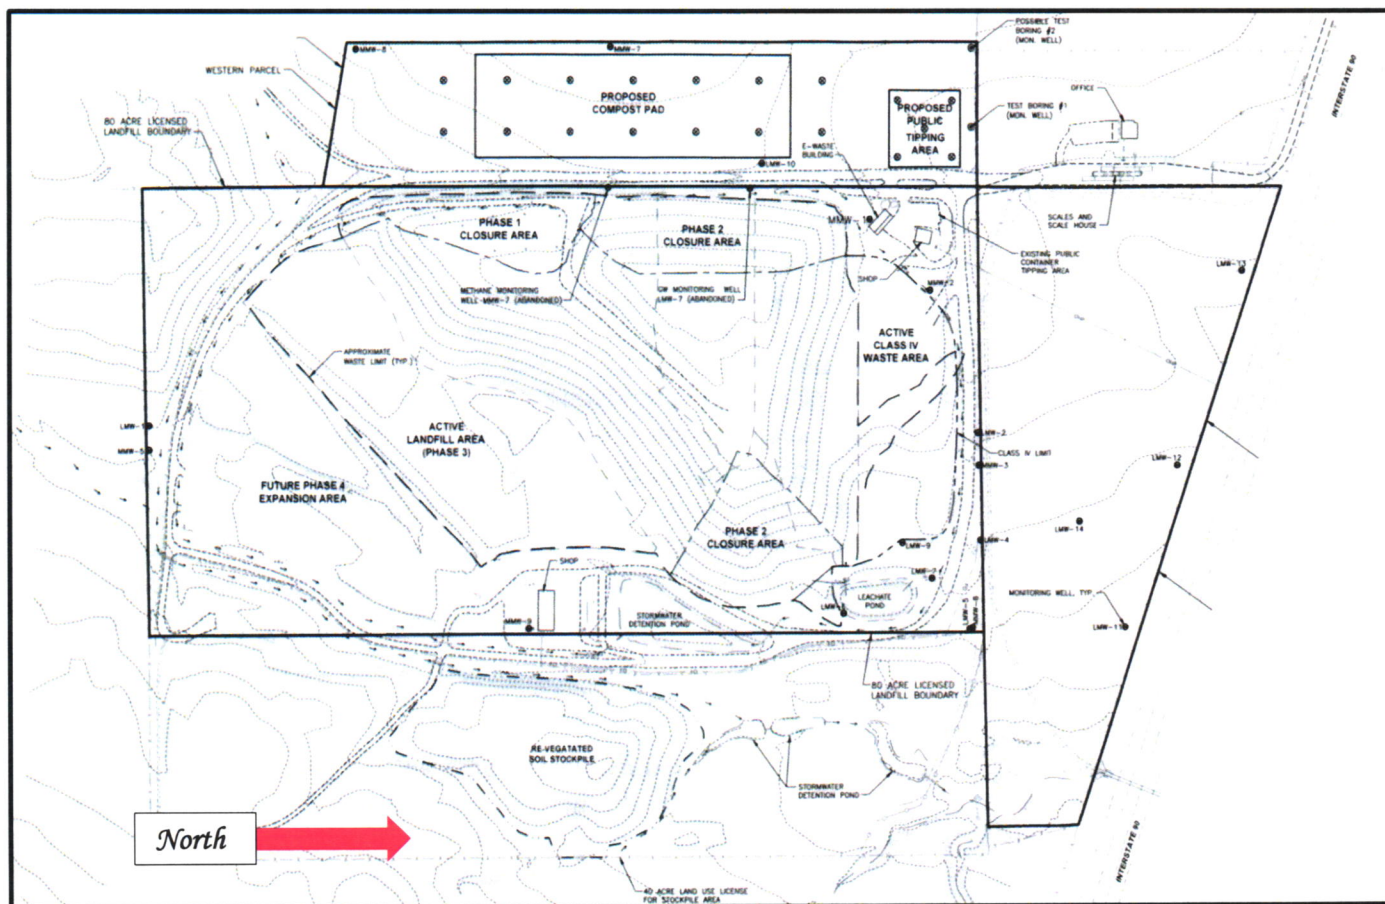 MMW-8
MMW-7
POSSIBLE TEST
BORING #2
(MON. WELL)
WESTERN PARCEL
INTERSTATE 90
OFFICE
PROPOSED
COMPOST PAD
PROPOSED
PUBLIC
TIPPING
AREA
TEST BORING #1
(MON. WELL)
80 ACRE LICENSED
LANDFILL BOUNDARY
E-WASTE
BUILDING
LMW-10
PHASE 1
CLOSURE AREA
PHASE 2
CLOSURE AREA
MMW-1
SCALES AND
SCALE HOUSE
EXISTING PUBLIC
CONTAINER
TIPPING AREA
LMW-13
SHOP
METHANE MONITORING
WELL MMW-7 (ABANDONED)
GW MONITORING WELL
LMW-7 (ABANDONED)
MMW-2
ACTIVE
CLASS IV
WASTE AREA
APPROXIMATE
WASTE LIMIT (TYP.)
LMW-1
MMW-5
ACTIVE
LANDFILL AREA
(PHASE 3)
LMW-2
CLASS IV LIMIT
MMW-3
LMW-12
FUTURE PHASE 4
EXPANSION AREA
LMW-14
PHASE 2
CLOSURE AREA
LMW-9
LMW-4
SHOP
LEACHATE
POND
MONITORING WELL, TYP.
LMW-5
STORMWATER
DETENTION POND
LMW-11
80 ACRE LICENSED
LANDFILL BOUNDARY
RE-VEGATATED
SOIL STOCKPILE
STORMWATER
DETENTION POND
North
INTERSTATE 90
40 ACRE LAND USE LICENSE
FOR STOCKPILE AREA